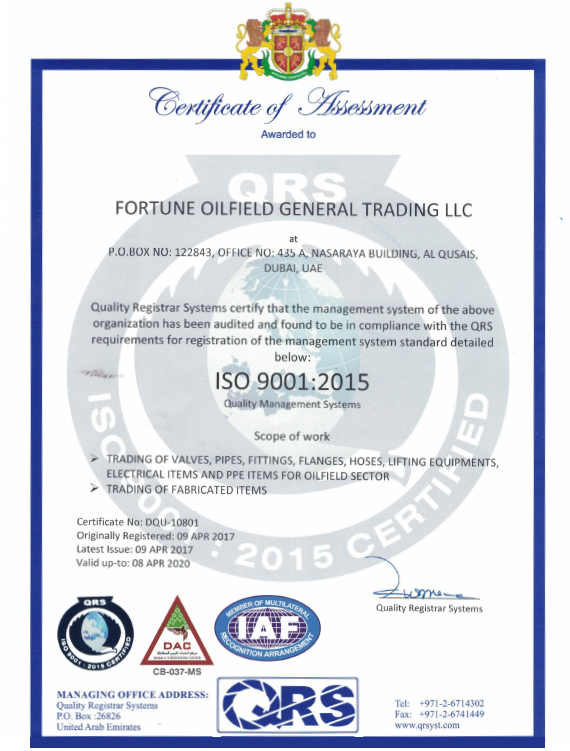 Certificate of Assessment
Awarded to
QRS
FORTUNE OILFIELD GENERAL TRADING LLC
at
P.O.BOX NO: 122843, OFFICE NO: 435 A, NASARAYA BUILDING, AL QUSAIS,
DUBAI, UAE
Quality Registrar Systems certify that the management system of the above
organization has been audited and found to be in compliance with the QRS
requirements for registration of the management system standard detailed
below:
ISO 9001:2015
Quality Management Systems
Scope of work
➢ TRADING OF VALVES, PIPES, FITTINGS, FLANGES, HOSES, LIFTING EQUIPMENTS,
ELECTRICAL ITEMS AND PPE ITEMS FOR OILFIELD SECTOR
➢ TRADING OF FABRICATED ITEMS
ISO 9001 : 2015 CERTIFIED
Certificate No: DQU-10801
Originally Registered: 09 APR 2017
Latest Issue: 09 APR 2017
Valid up-to: 08 APR 2020
Quality Registrar Systems
QRS
ISO 9001 : 2015 CERTIFIED
DAC
CB-037-MS
MEMBER OF MULTILATERAL
IAF
RECOGNITION ARRANGEMENT
MANAGING OFFICE ADDRESS:
Quality Registrar Systems
P.O. Box :26826
United Arab Emirates
QRS
Tel: +971-2-6714302
Fax: +971-2-6741449
www.qrsyst.com